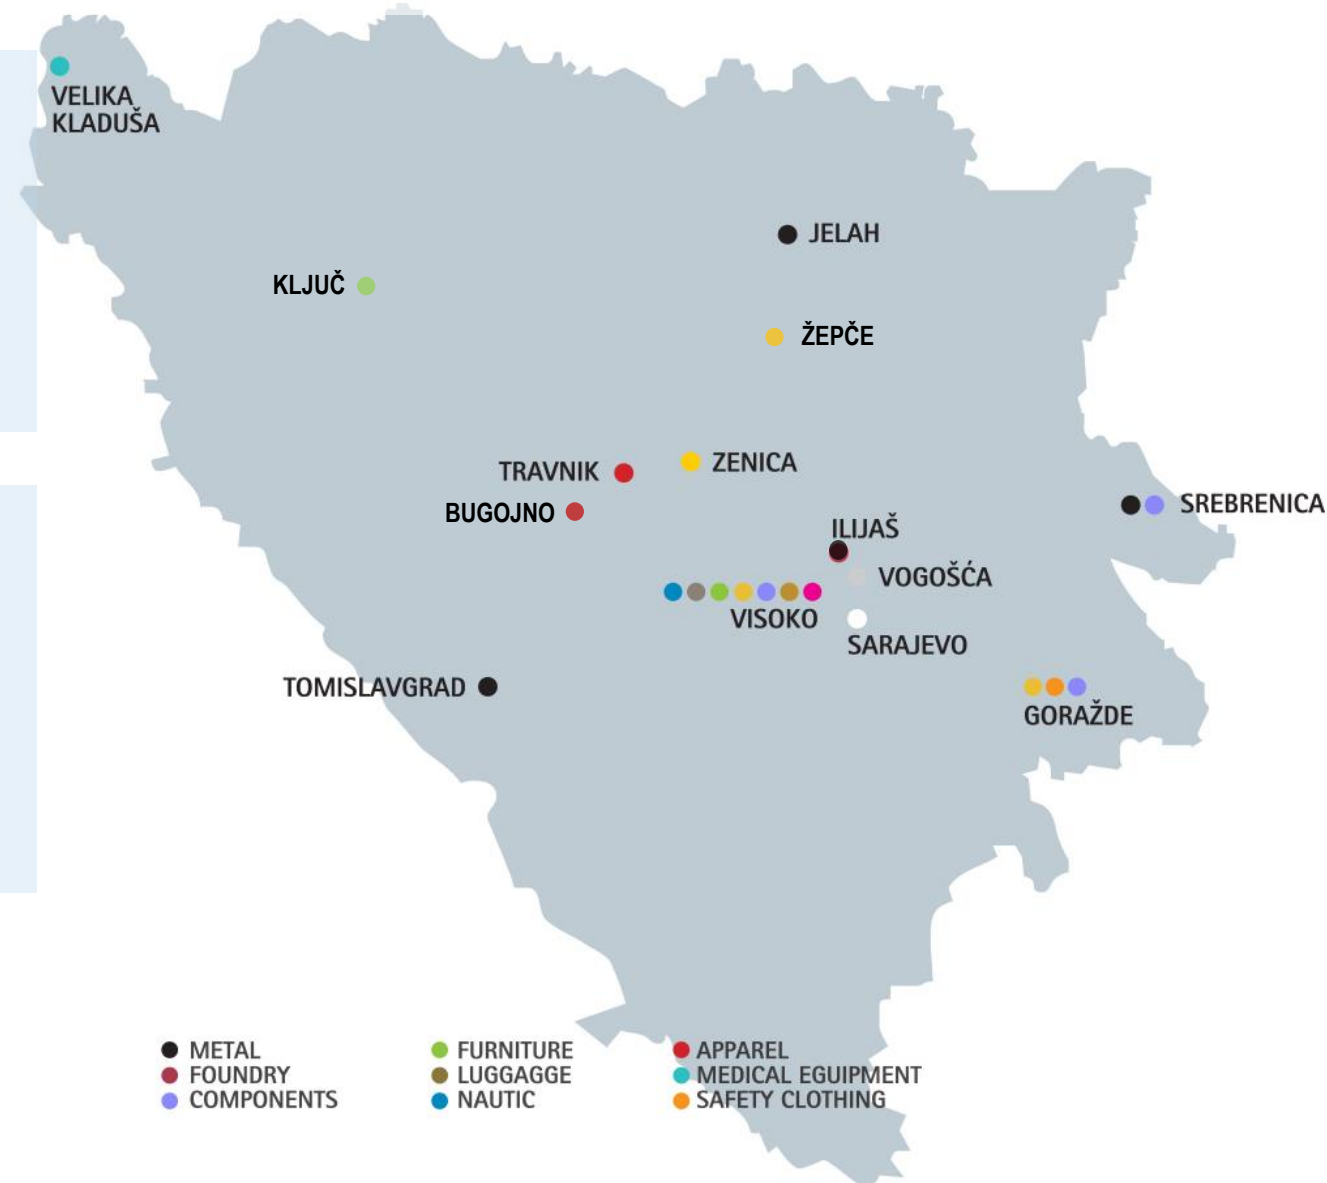 VELIKA
KLADUŠA
JELAH
KLJUČ
ŽEPČE
ZENICA
TRAVNIK
BUGOJNO
SREBRENICA
ILIJAŠ
VOGOŠĆA
VISOKO
SARAJEVO
TOMISLAVGRAD
GORAŽDE
METAL
FOUNDRY
COMPONENTS
FURNITURE
LUGGAGGE
NAUTIC
APPAREL
MEDICAL EGUIPMENT
SAFETY CLOTHING